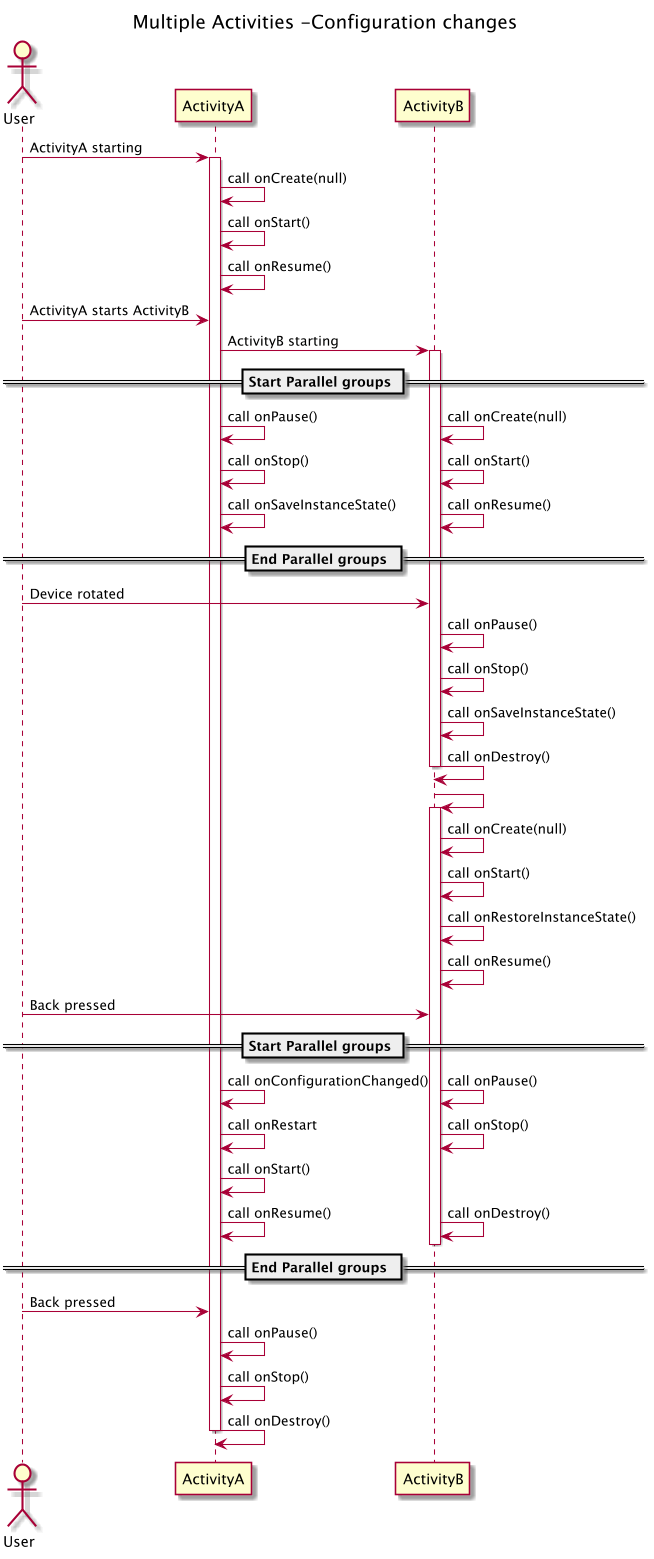 Multiple Activities -Configuration changes
User
ActivityA
ActivityB
ActivityA starting
call onCreate(null)
call onStart()
call onResume()
ActivityA starts ActivityB
ActivityB starting
Start Parallel groups
call onPause()
call onCreate(null)
call onStop()
call onStart()
call onSaveInstanceState()
call onResume()
End Parallel groups
Device rotated
call onPause()
call onStop()
call onSaveInstanceState()
call onDestroy()
call onCreate(null)
call onStart()
call onRestoreInstanceState()
call onResume()
Back pressed
Start Parallel groups
call onConfigurationChanged()
call onPause()
call onRestart
call onStop()
call onStart()
call onResume()
call onDestroy()
End Parallel groups
Back pressed
call onPause()
call onStop()
call onDestroy()
User
ActivityA
ActivityB